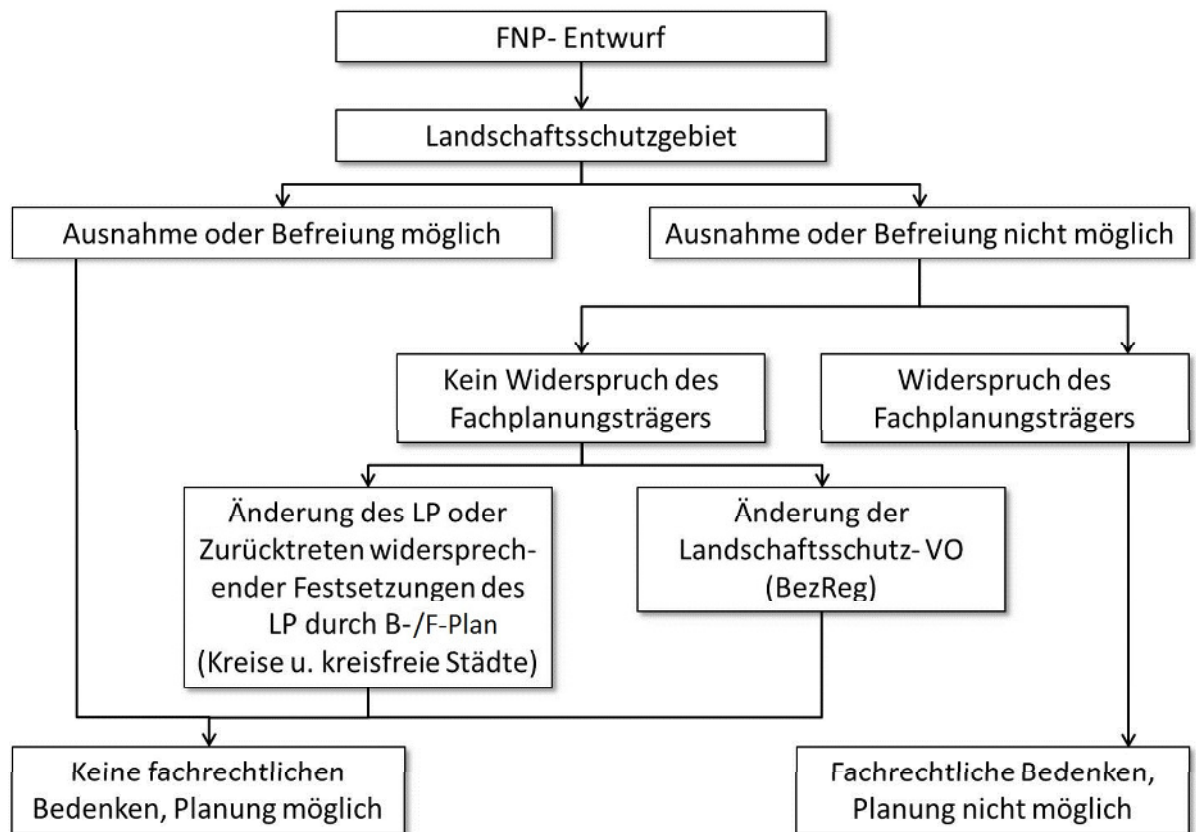 FNP- Entwurf
Landschaftsschutzgebiet
Ausnahme oder Befreiung möglich
Ausnahme oder Befreiung nicht möglich
Kein Widerspruch des
Fachplanungsträgers
Widerspruch des
Fachplanungsträgers
Änderung des LP oder
Zurücktreten widersprech-
ender Festsetzungen des
LP durch B-/F-Plan
(Kreise u. kreisfreie Städte)
Änderung der
Landschaftsschutz- VO
(BezReg)
Keine fachrechtlichen
Bedenken, Planung möglich
Fachrechtliche Bedenken,
Planung nicht möglich